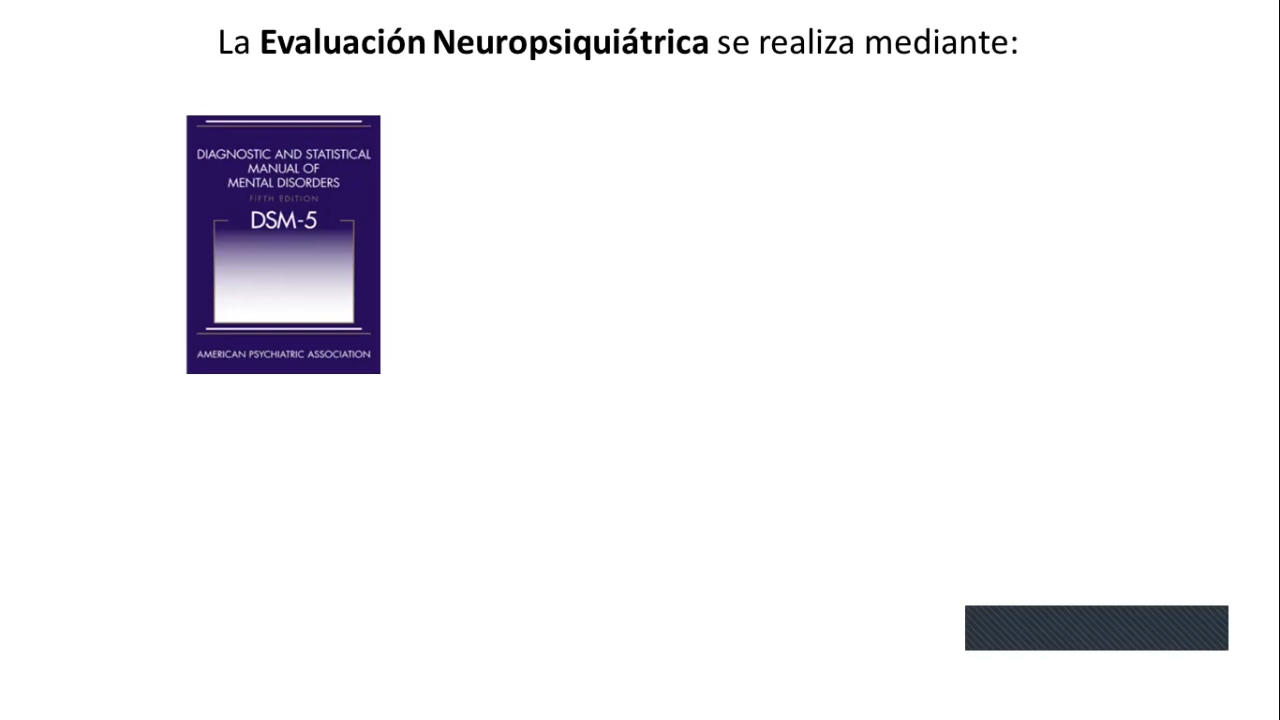 La Evaluación Neuropsiquiátrica se realiza mediante:
DIAGNOSTIC AND STATISTICAL
MANUAL OF
MENTAL DISORDERS
FIFTH EDITION
DSM-5
AMERICAN PSYCHIATRIC ASSOCIATION